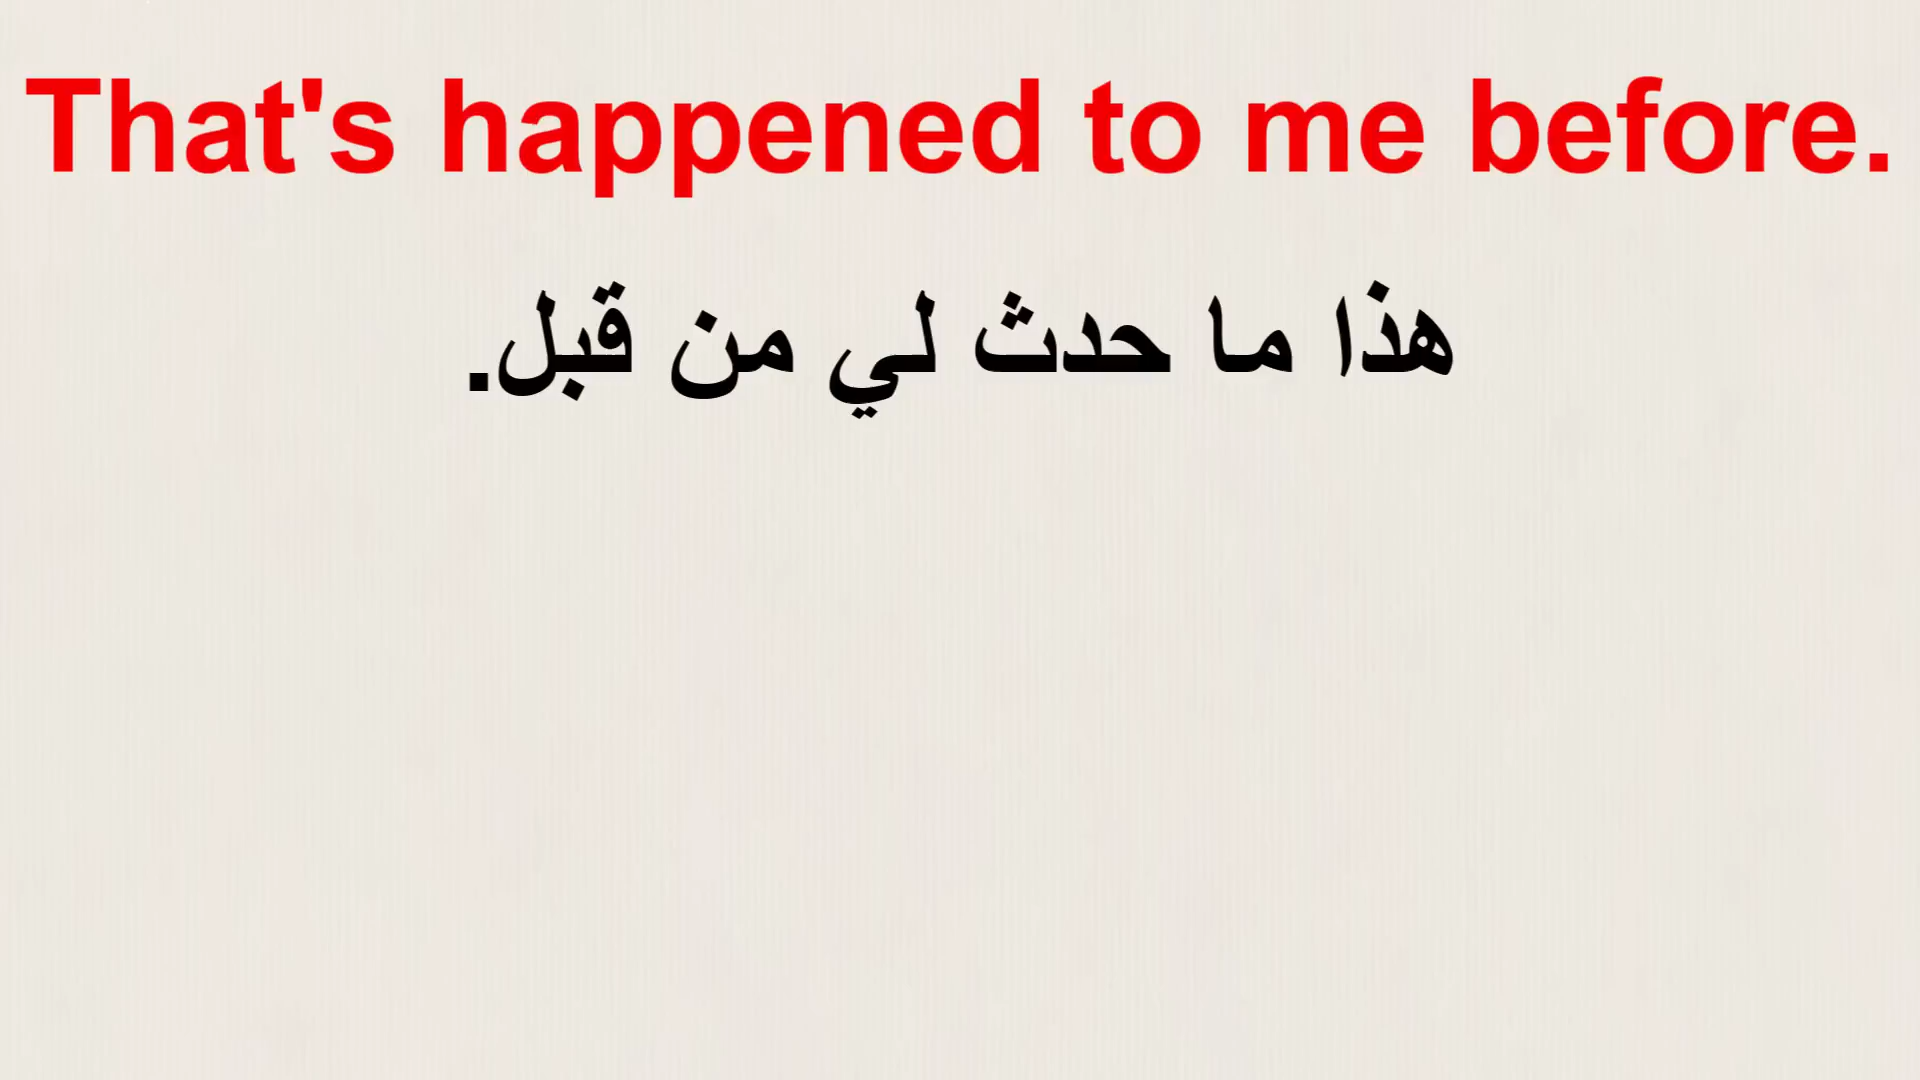 That's happened to me before.
هذا ما حدث لي من قبل.